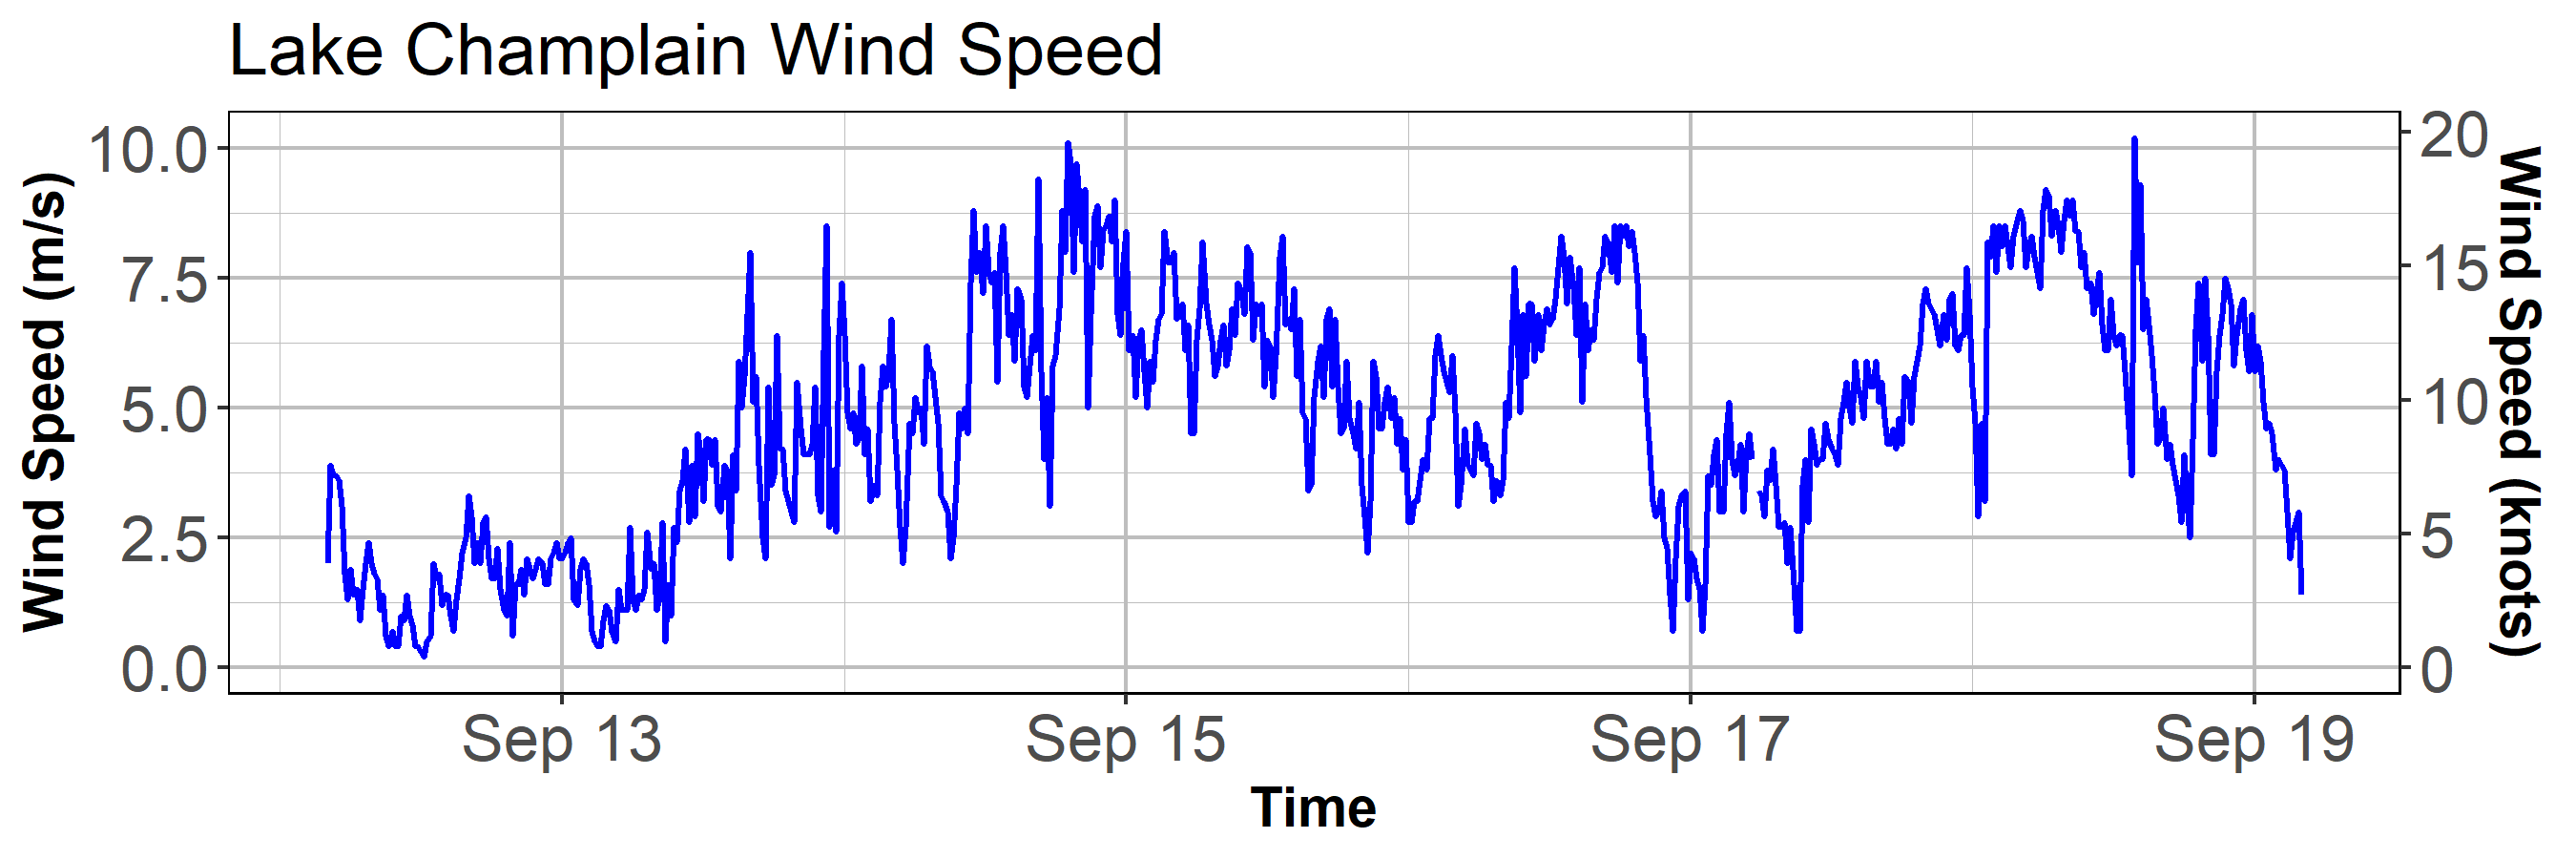 Lake Champlain Wind Speed
Wind Speed (m/s)
10.0
7.5
5.0
2.5
0.0
20
15
10
5
0
Wind Speed (knots)
Sep 13
Sep 15
Sep 17
Sep 19
Time